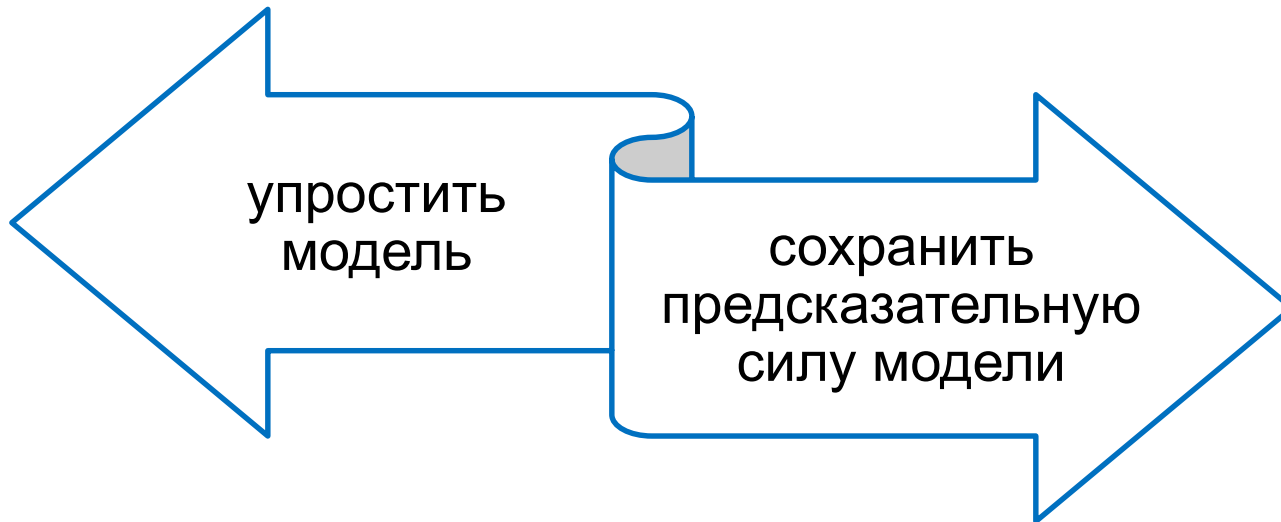 упростить
модель
сохранить
предсказательную
силу модели